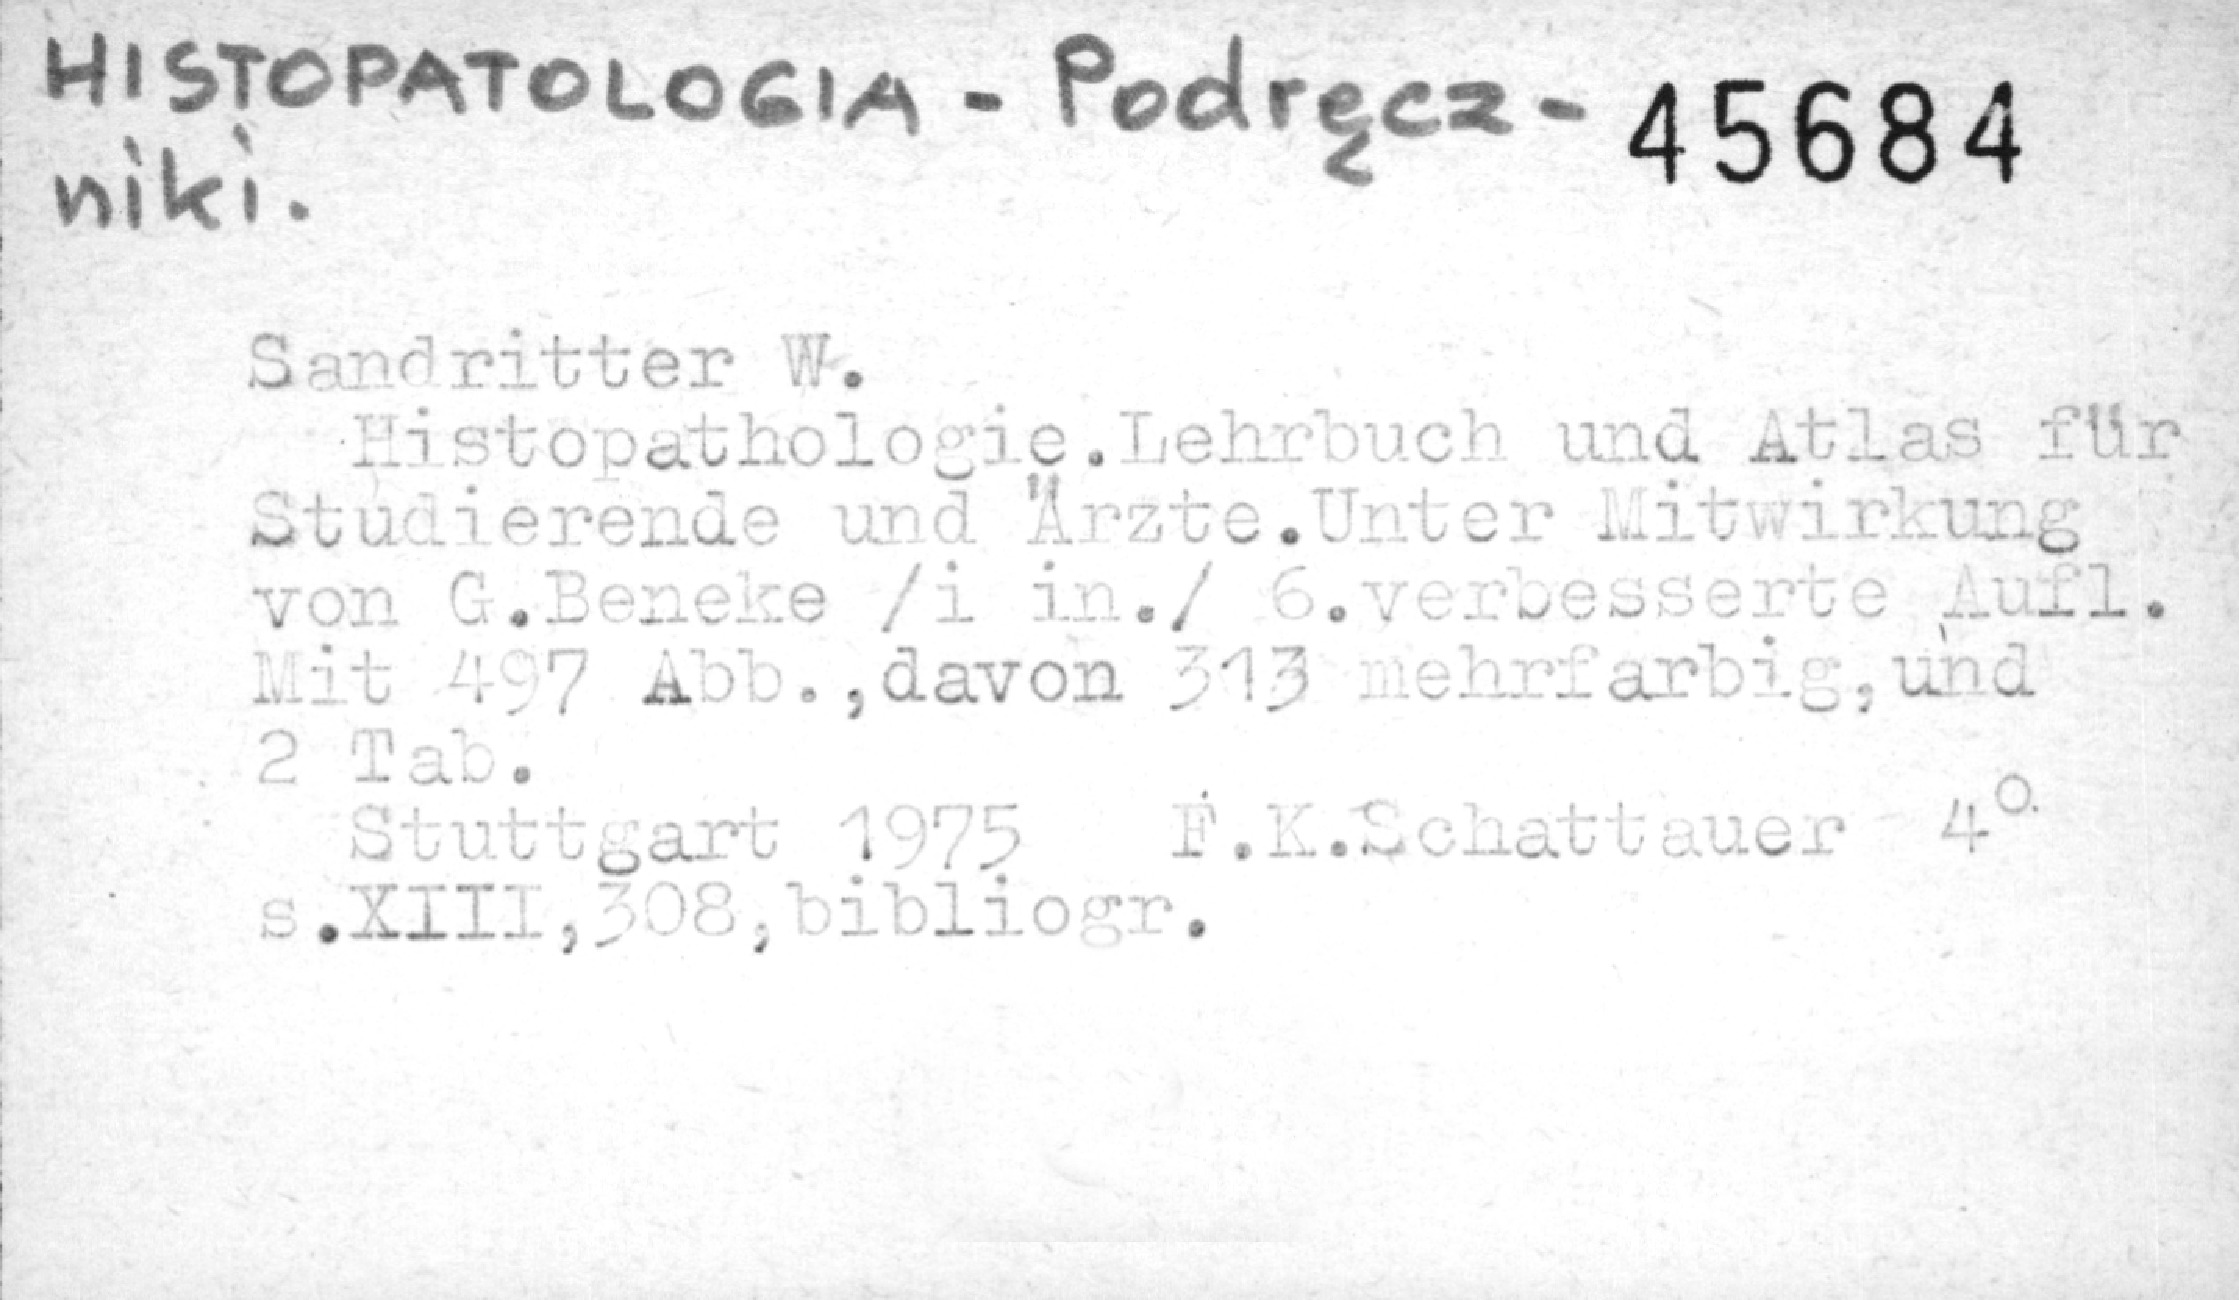 HISTOPATOLOGIA - Podręcz- 45684
niki.
Sandritter W.
Histopathologie.Lehrbuch und Atlas für
Studierende und Ärzte.Unter Mitwirkung
von G.Beneke /i in./ 6.verbesserte Aufl.
Mit 497 Abb.,davon 313 mehrfarbig,und
2 Tab.
Stuttgart 1975 F.K.Schattauer 4°
s.XIII,308,bibliogr.